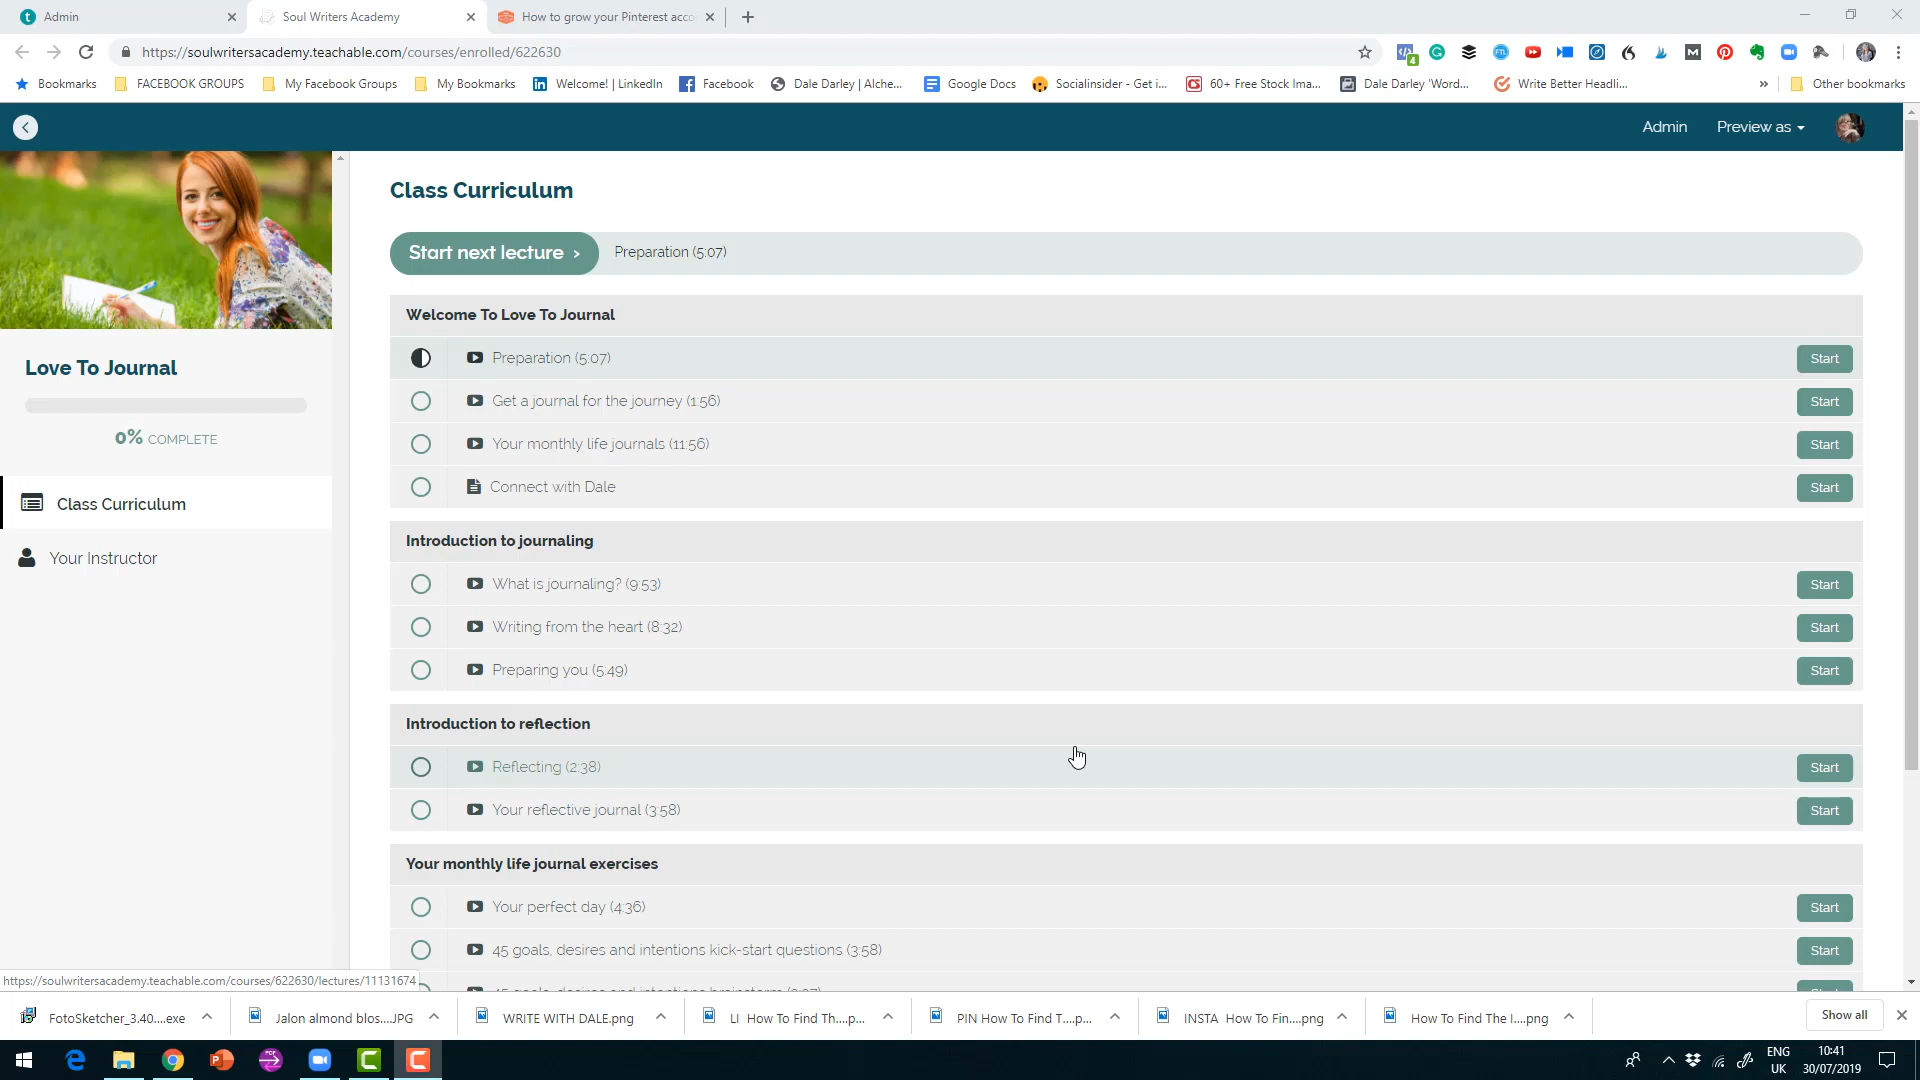 Admin
Soul Writers Academy
How to grow your Pinterest acco
https://soulwritersacademy.teachable.com/courses/enrolled/622630
4
Bookmarks
FACEBOOK GROUPS
My Facebook Groups
My Bookmarks
Welcome! | LinkedIn
Facebook
Dale Darley | Alche...
Google Docs
Socialinsider - Get i...
60+ Free Stock Ima...
Dale Darley 'Word...
Write Better Headli...
»
Other bookmarks
Admin
Preview as
Class Curriculum
Start next lecture >
Preparation (5:07)
Welcome To Love To Journal
Preparation (5:07)
Start
Get a journal for the journey (1:56)
Start
Your monthly life journals (11:56)
Start
Connect with Dale
Start
Love To Journal
0% COMPLETE
Class Curriculum
Your Instructor
Introduction to journaling
What is journaling? (9:53)
Start
Writing from the heart (8:32)
Start
Preparing you (5:49)
Start
Introduction to reflection
Reflecting (2:38)
Start
Your reflective journal (3:58)
Start
Your monthly life journal exercises
Your perfect day (4:36)
Start
45 goals, desires and intentions kick-start questions (3:58)
Start
45 goals, desires and intentions brainstorm
https://soulwritersacademy.teachable.com/courses/622630/lectures/11131674
FotoSketcher_3.40....exe
Jalon almond blos...JPG
WRITE WITH DALE.png
LI How To Find Th....p...
PIN How To Find T....p...
INSTA How To Fin....png
How To Find The I....png
Show all
ENG
UK
10:41
30/07/2019